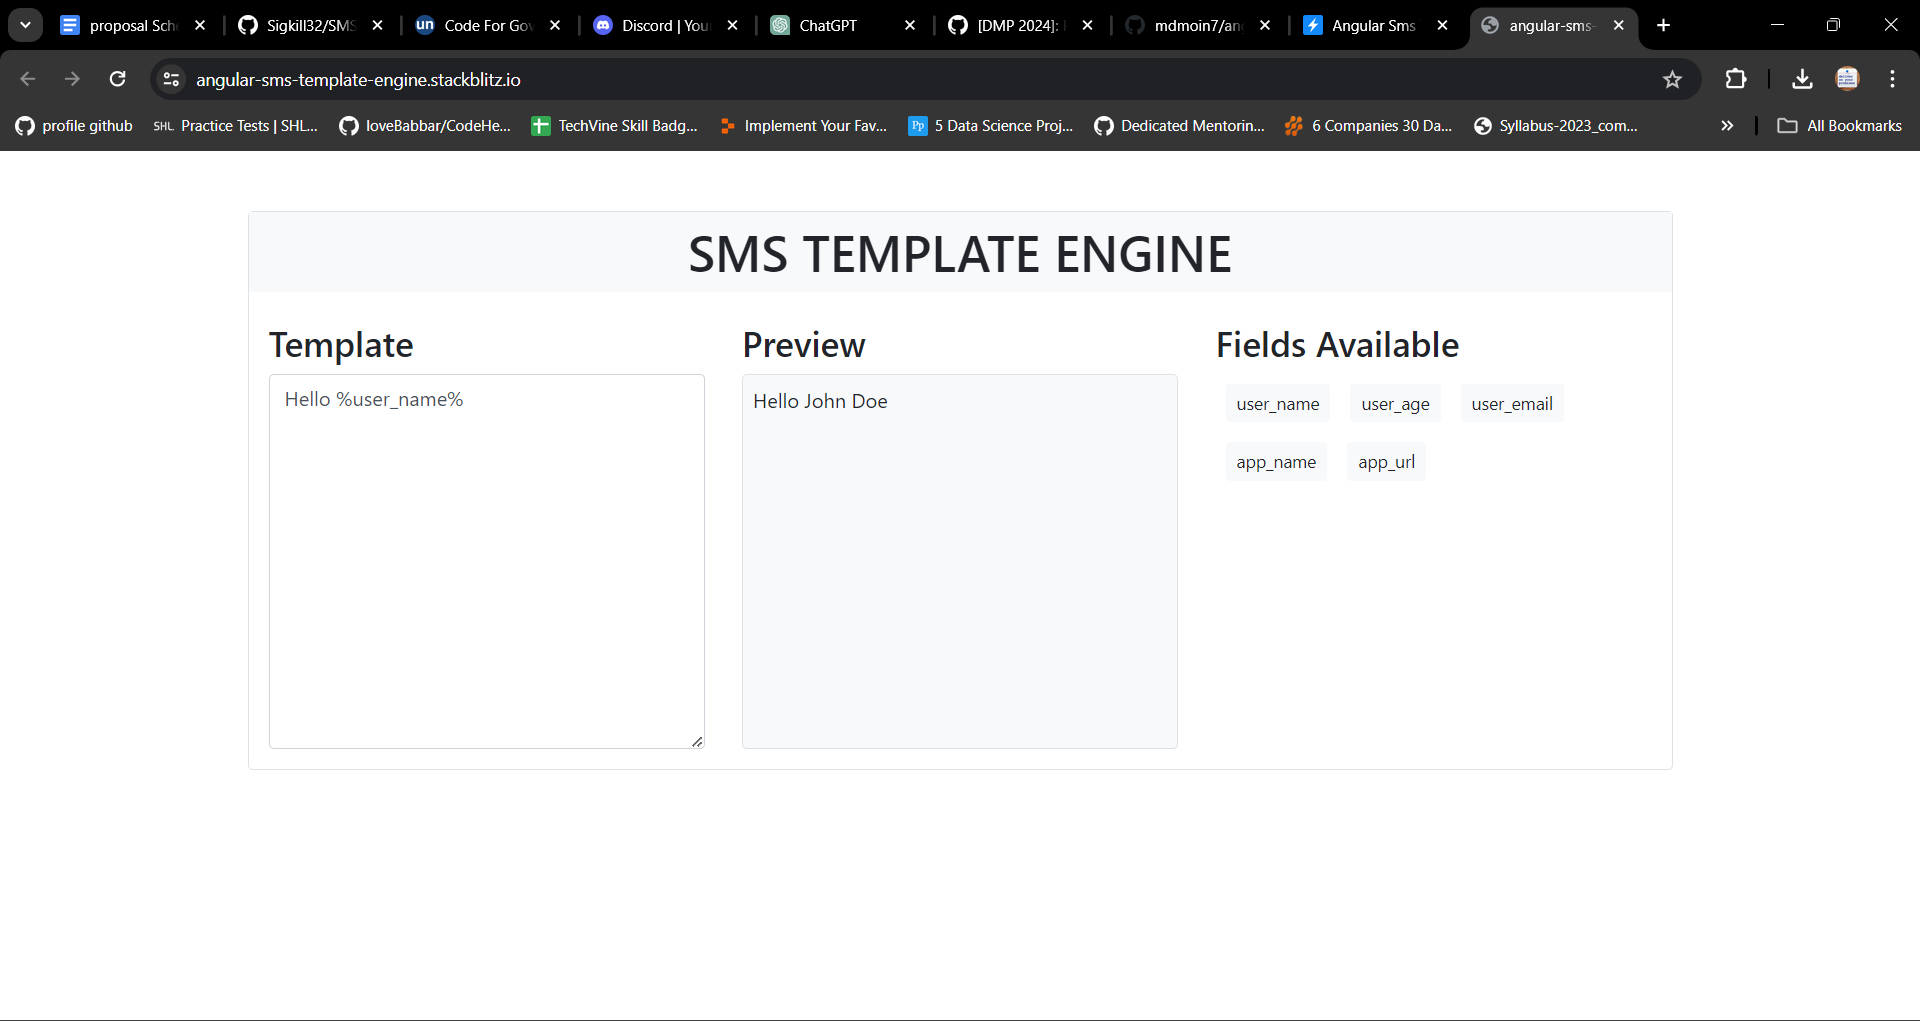 proposal Sch Sigkill32/SMS Code For Gov Discord | You ChatGPT [DMP 2024]: mdmoin7/an Angular Sms angular-sms-
angular-sms-template-engine.stackblitz.io
profile github SHL Practice Tests | SHL... loveBabbar/CodeHe... TechVine Skill Badg... Implement Your Fav... Pp 5 Data Science Proj... Dedicated Mentorin... 6 Companies 30 Da... Syllabus-2023_com... All Bookmarks
SMS TEMPLATE ENGINE
Template
Hello %user_name%
Preview
Hello John Doe
Fields Available
user_name user_age user_email
app_name app_url